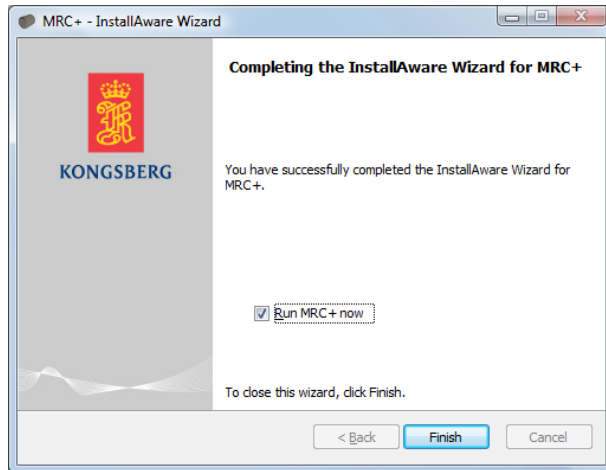 MRC+ - InstallAware Wizard
Completing the InstallAware Wizard for MRC+
KONGSBERG
You have successfully completed the InstallAware Wizard for
MRC+.
Run MRC+ now
To close this wizard, click Finish.
< Back
Finish
Cancel